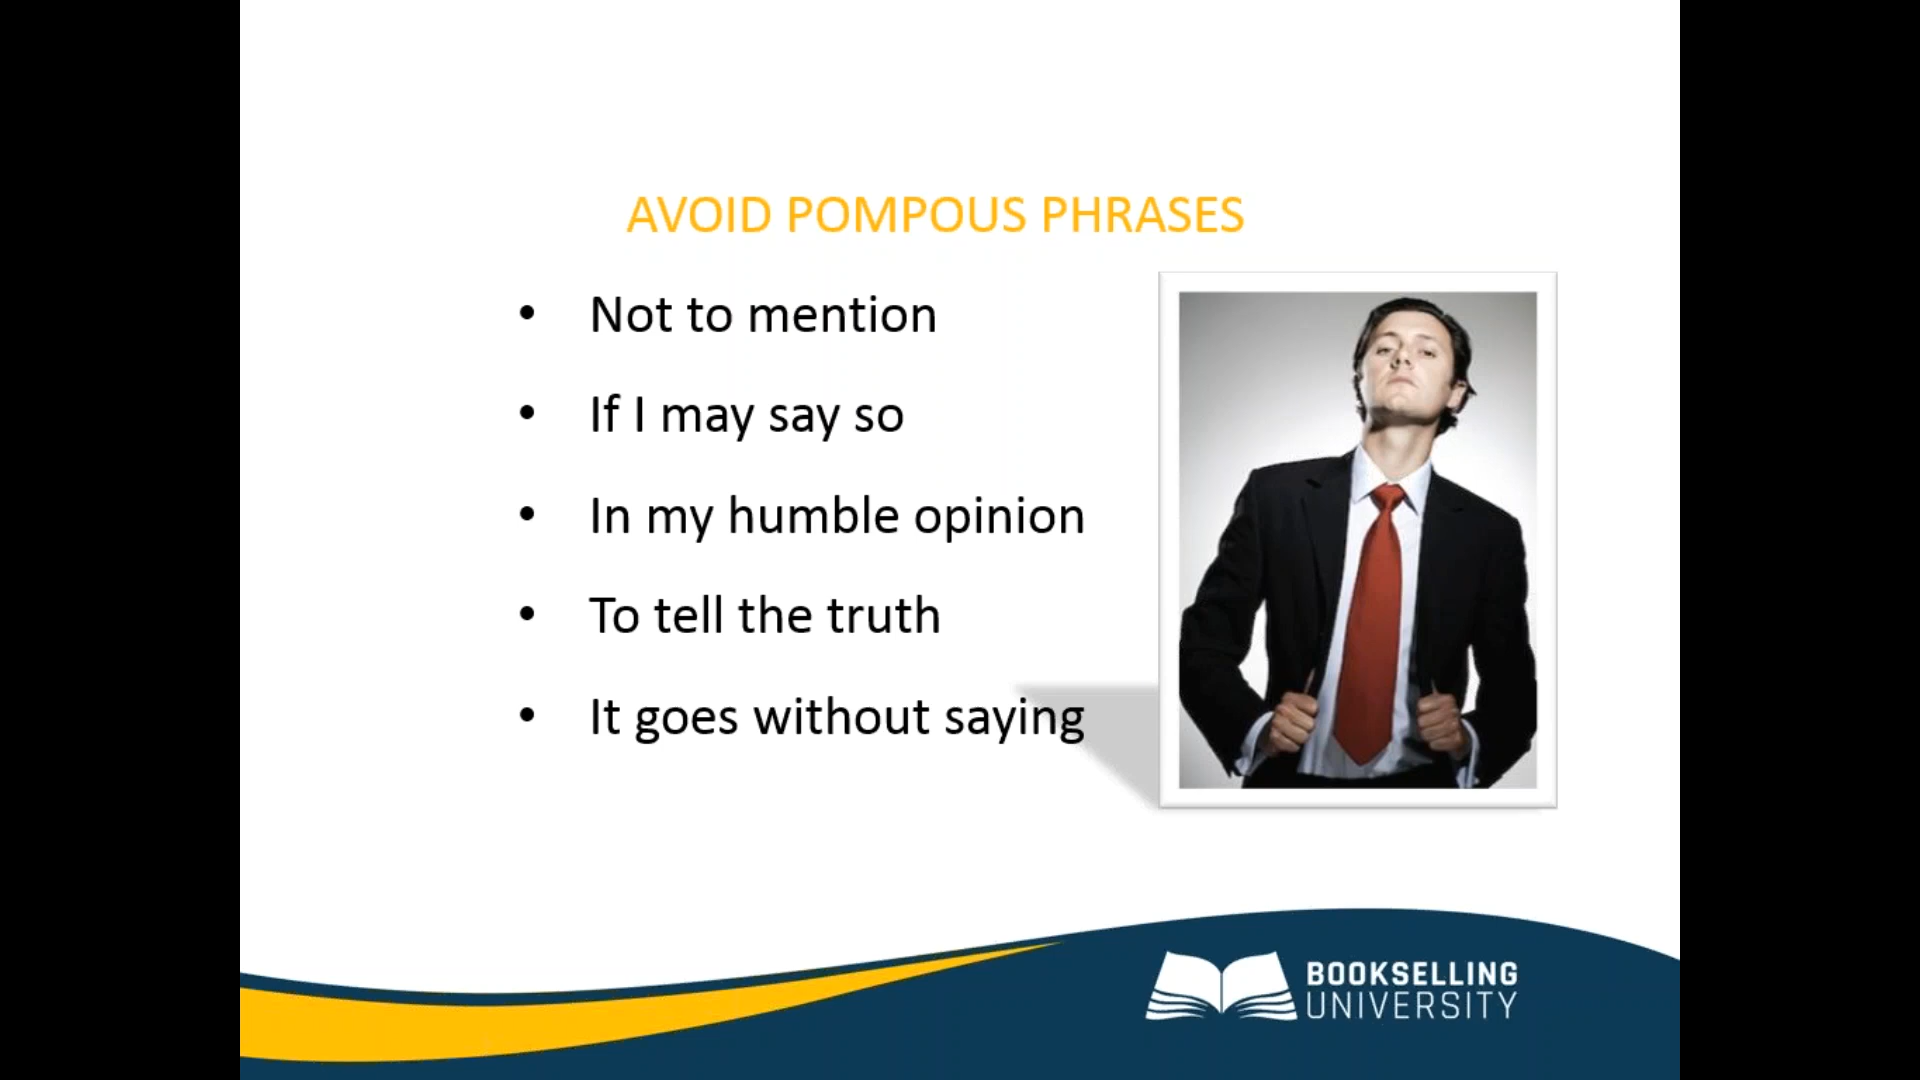 AVOID POMPOUS PHRASES
• Not to mention
• If I may say so
• In my humble opinion
• To tell the truth
• It goes without saying
BOOKSELLING
UNIVERSITY